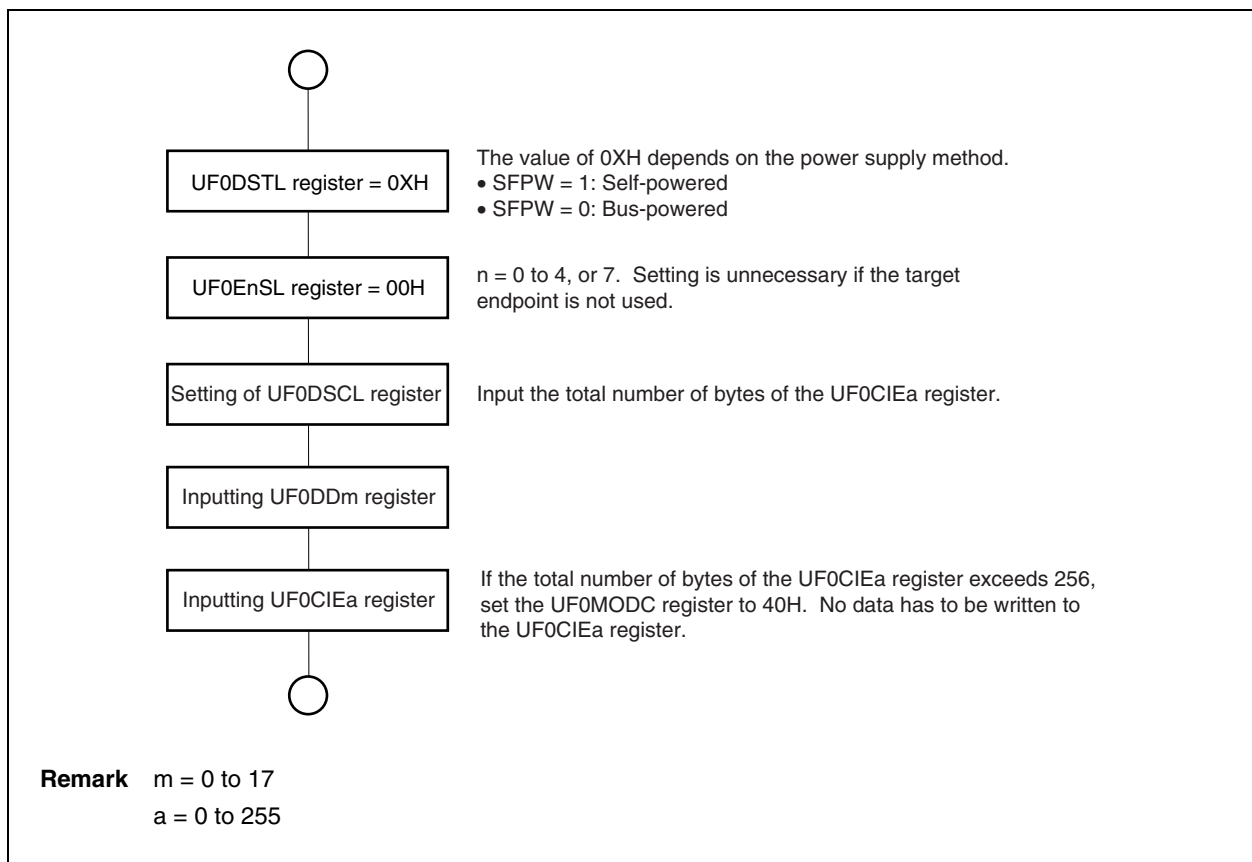 UF0DSTL register = 0XH
The value of 0XH depends on the power supply method.
• SFPW = 1: Self-powered
• SFPW = 0: Bus-powered
UF0EnSL register = 00H
n = 0 to 4, or 7.  Setting is unnecessary if the target
endpoint is not used.
Setting of UF0DSCL register
Input the total number of bytes of the UF0CIEa register.
Inputting UF0DDm register
Inputting UF0CIEa register
If the total number of bytes of the UF0CIEa register exceeds 256,
set the UF0MODC register to 40H.  No data has to be written to
the UF0CIEa register.
Remark m = 0 to 17
a = 0 to 255